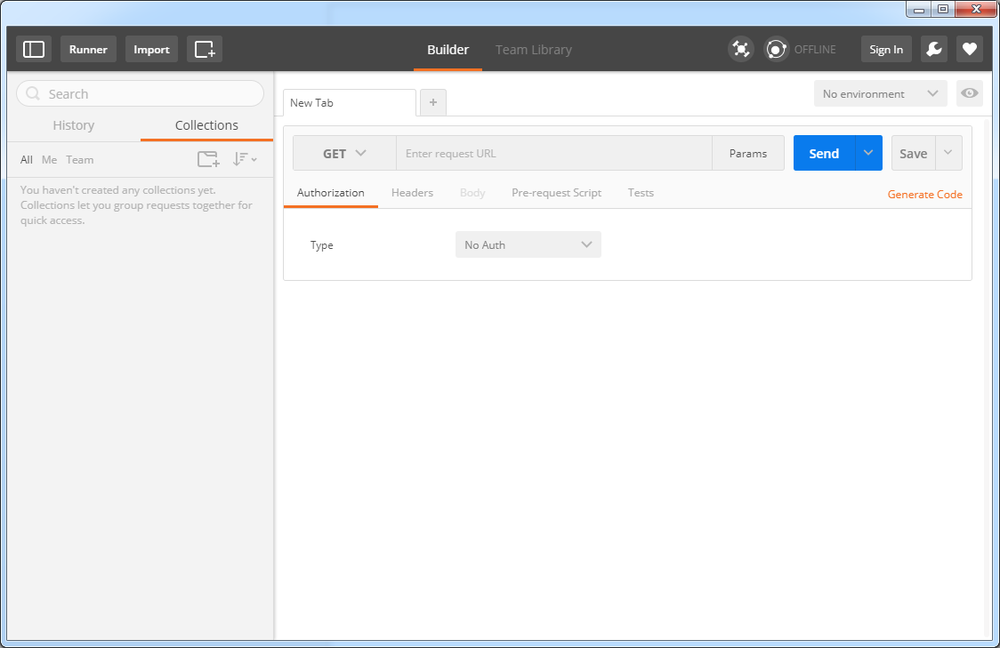 Runner
Import
Builder
Team Library
OFFLINE
Sign In
Search
History
Collections
All Me Team
You haven't created any collections yet.
Collections let you group requests together for
quick access.
New Tab
+
No environment
GET
Enter request URL
Params
Send
Save
Authorization
Headers
Body
Pre-request Script
Tests
Generate Code
Type
No Auth